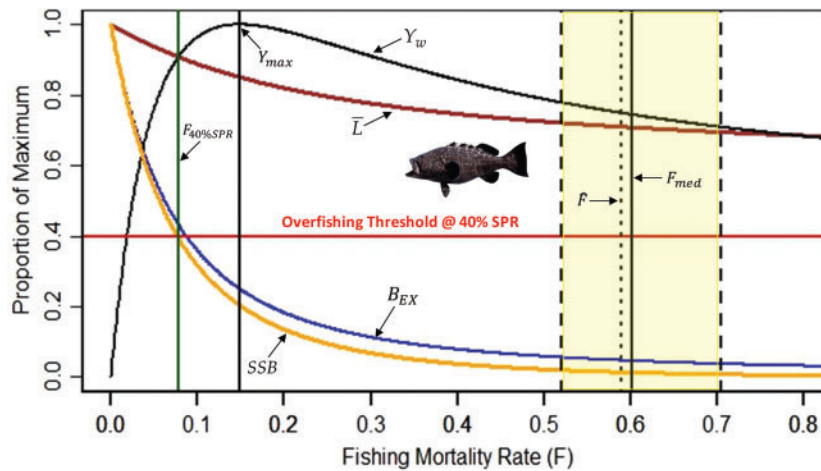 Proportion of Maximum
1.0
0.8
0.6
0.4
0.2
0.0
Y_max
Y_w
F_40%SPR
L̄
Overfishing Threshold @ 40% SPR
F̂
F_med
B_EX
SSB
0.0 0.1 0.2 0.3 0.4 0.5 0.6 0.7 0.8
Fishing Mortality Rate (F)